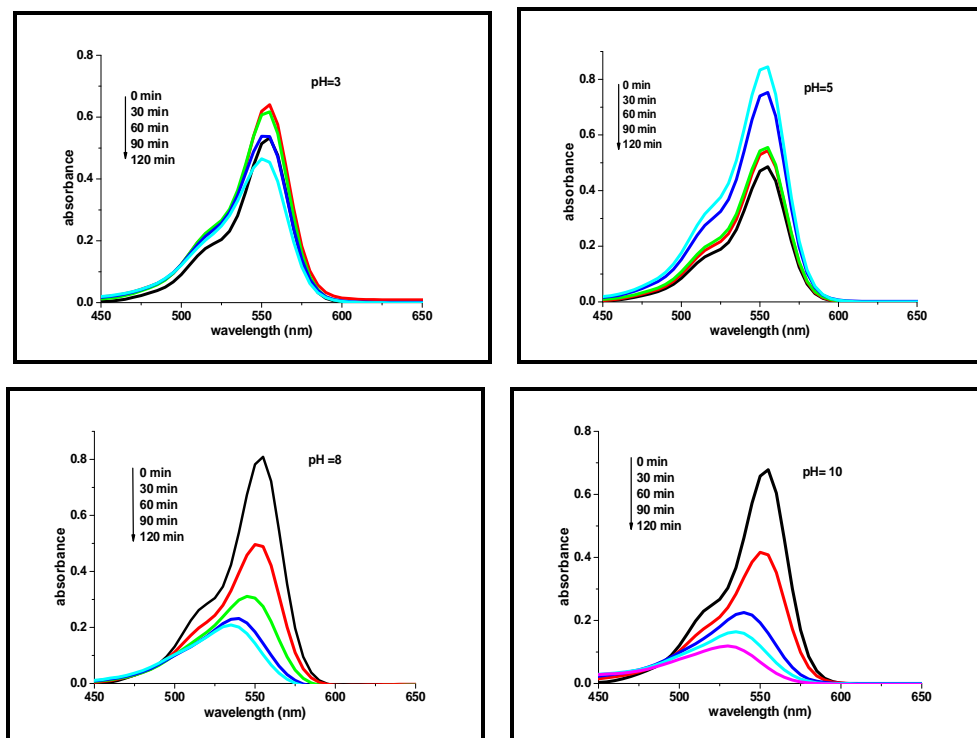 0.8
0.6
0.4
0.2
0.0
absorbance
0 min
30 min
60 min
90 min
120 min
pH=3
450 500 550 600 650
wavelength (nm)
0.8
0.6
0.4
0.2
0.0
absorbance
0 min
30 min
60 min
90 min
120 min
pH=5
450 500 550 600 650
wavelength (nm)
0.8
0.6
0.4
0.2
0.0
absorbance
0 min
30 min
60 min
90 min
120 min
pH =8
450 500 550 600 650
wavelength (nm)
0.8
0.6
0.4
0.2
0.0
absorbance
0 min
30 min
60 min
90 min
120 min
pH= 10
450 500 550 600 650
wavelength (nm)